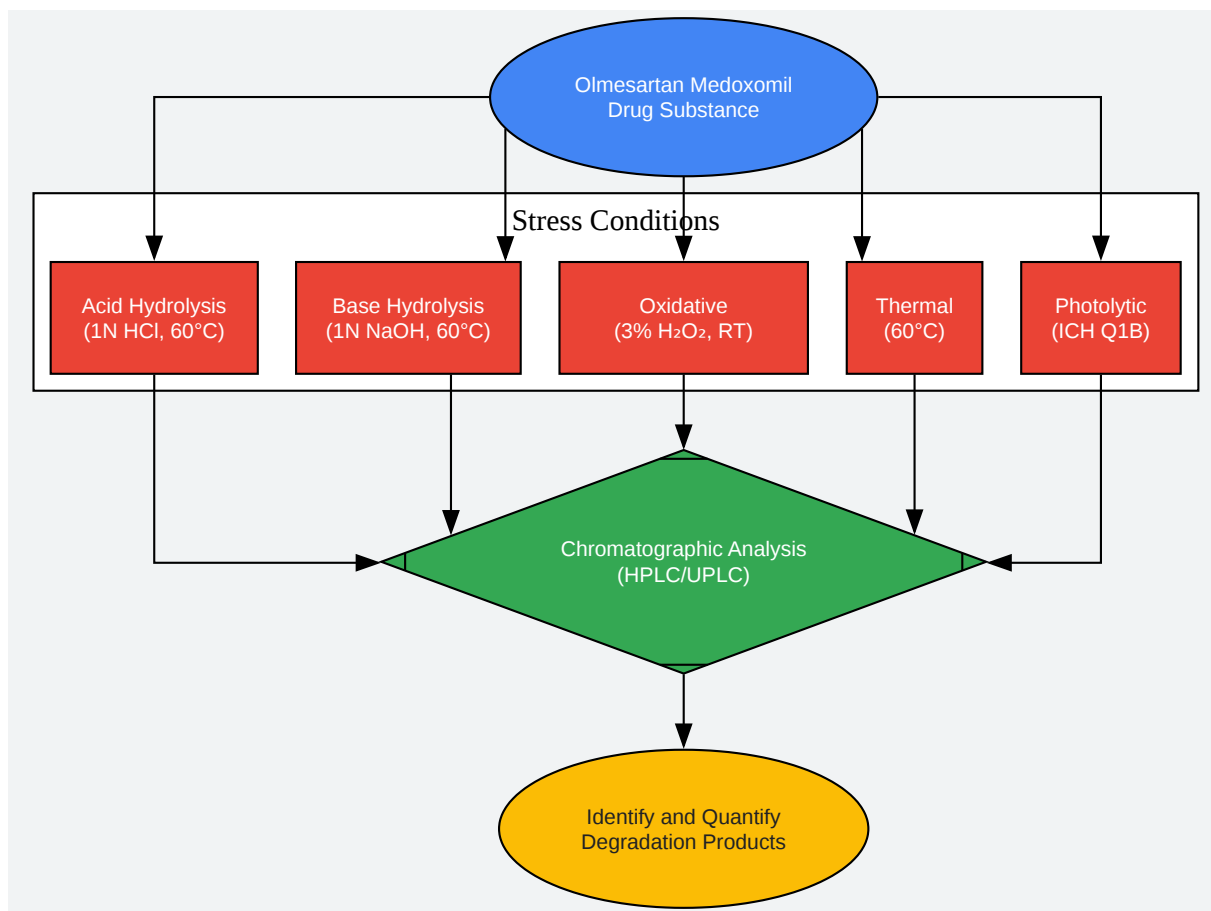 Olmesartan Medoxomil
Drug Substance
Stress Conditions
Acid Hydrolysis
(1N HCl, 60°C)
Base Hydrolysis
(1N NaOH, 60°C)
Oxidative
(3% H₂O₂, RT)
Thermal
(60°C)
Photolytic
(ICH Q1B)
Chromatographic Analysis
(HPLC/UPLC)
Identify and Quantify
Degradation Products